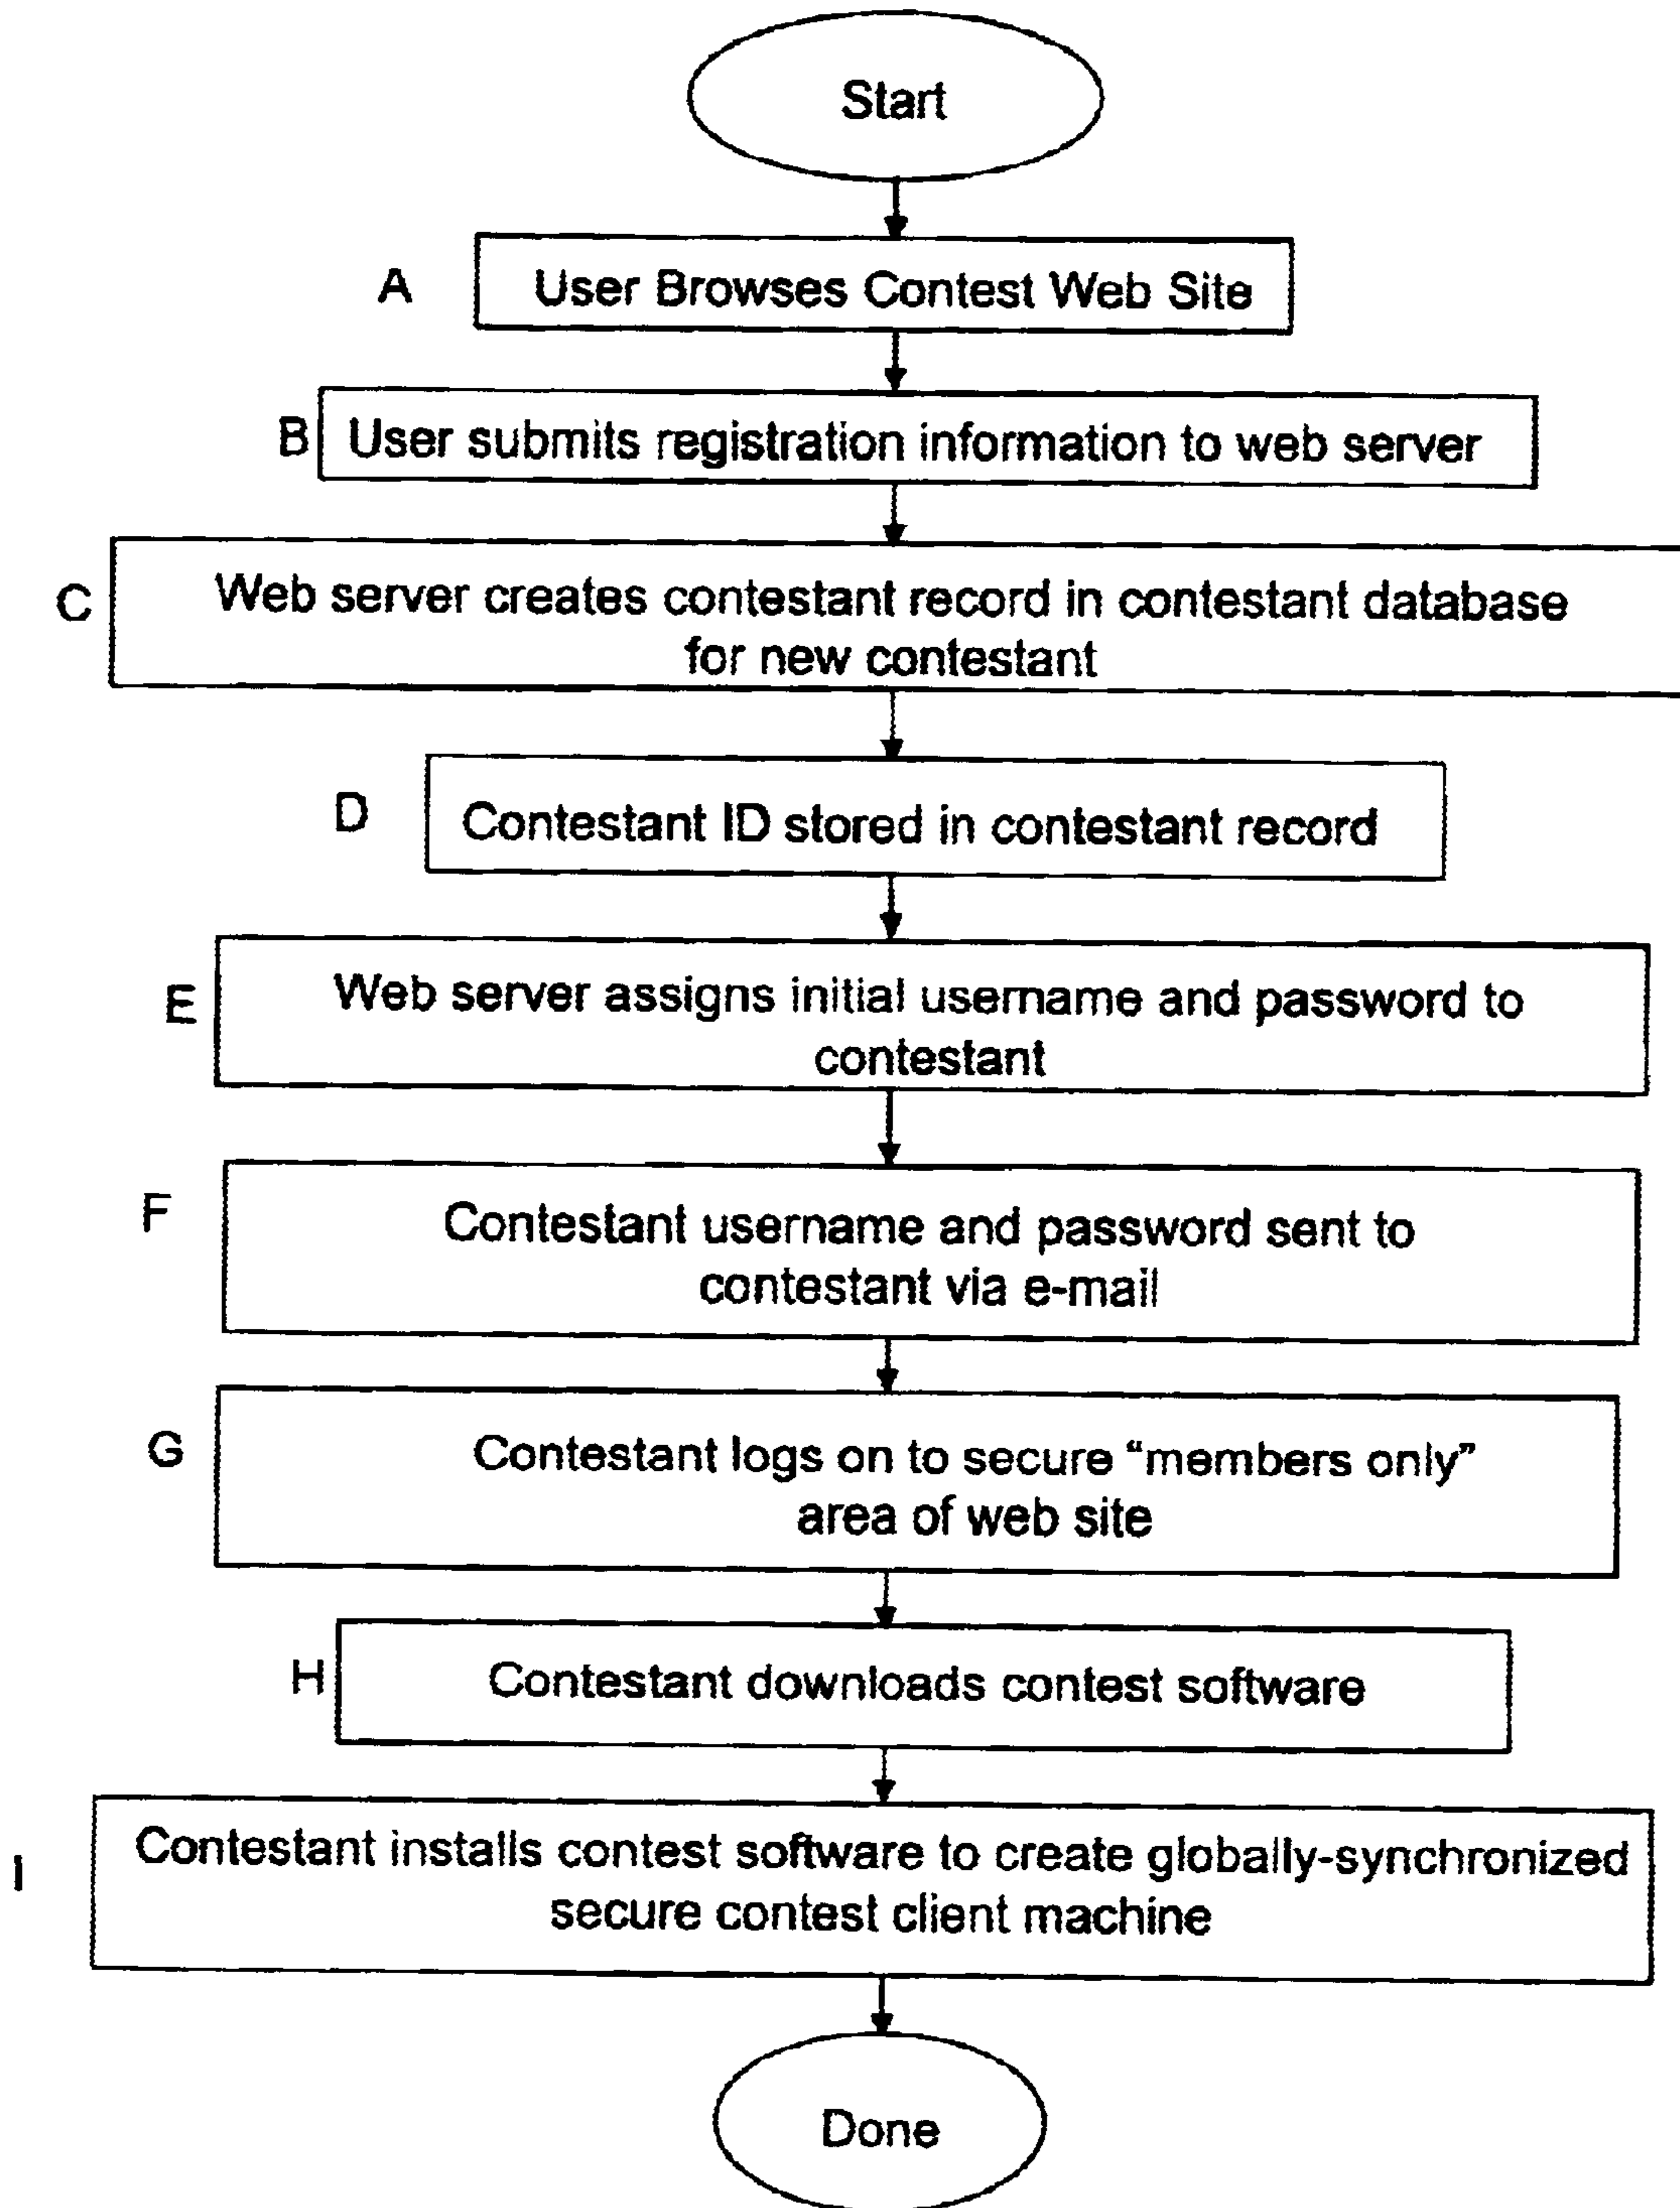 Start
A
User Browses Contest Web Site
B
User submits registration information to web server
C
Web server creates contestant record in contestant database
for new contestant
D
Contestant ID stored in contestant record
E
Web server assigns initial username and password to
contestant
F
Contestant username and password sent to
contestant via e-mail
G
Contestant logs on to secure “members only”
area of web site
H
Contestant downloads contest software
I
Contestant installs contest software to create globally-synchronized
secure contest client machine
Done